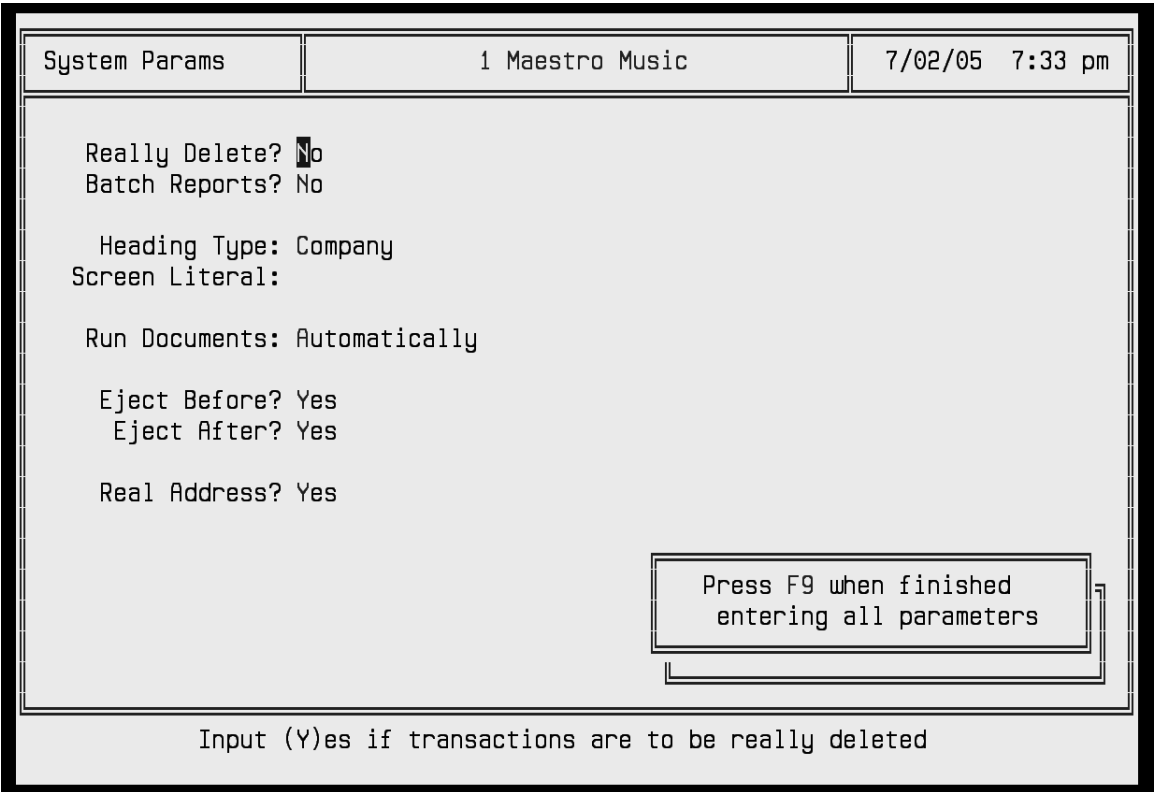 System Params 1 Maestro Music 7/02/05 7:33 pm
Really Delete? No
Batch Reports? No
Heading Type: Company
Screen Literal:
Run Documents: Automatically
Eject Before? Yes
Eject After? Yes
Real Address? Yes
Press F9 when finished
entering all parameters
Input (Y)es if transactions are to be really deleted